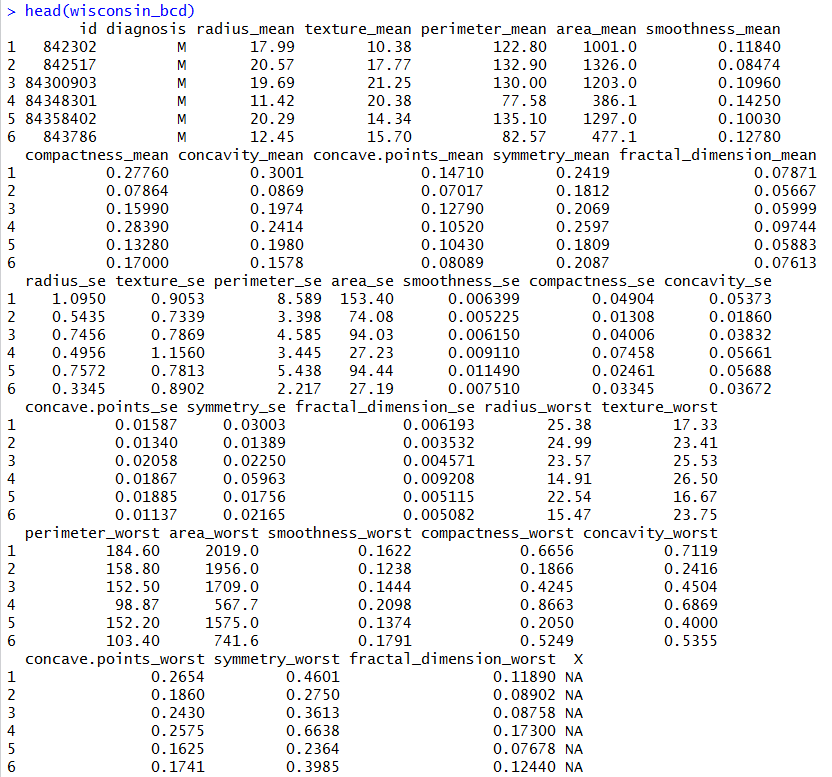 > head(wisconsin_bcd)
id diagnosis radius_mean texture_mean perimeter_mean area_mean smoothness_mean
1 842302 M 17.99 10.38 122.80 1001.0 0.11840
2 842517 M 20.57 17.77 132.90 1326.0 0.08474
3 84300903 M 19.69 21.25 130.00 1203.0 0.10960
4 84348301 M 11.42 20.38 77.58 386.1 0.14250
5 84358402 M 20.29 14.34 135.10 1297.0 0.10030
6 843786 M 12.45 15.70 82.57 477.1 0.12780
compactness_mean concavity_mean concave.points_mean symmetry_mean fractal_dimension_mean
1 0.27760 0.3001 0.14710 0.2419 0.07871
2 0.07864 0.0869 0.07017 0.1812 0.05667
3 0.15990 0.1974 0.12790 0.2069 0.05999
4 0.28390 0.2414 0.10520 0.2597 0.09744
5 0.13280 0.1980 0.10430 0.1809 0.05883
6 0.17000 0.1578 0.08089 0.2087 0.07613
radius_se texture_se perimeter_se area_se smoothness_se compactness_se concavity_se
1 1.0950 0.9053 8.589 153.40 0.006399 0.04904 0.05373
2 0.5435 0.7339 3.398 74.08 0.005225 0.01308 0.01860
3 0.7456 0.7869 4.585 94.03 0.006150 0.04006 0.03832
4 0.4956 1.1560 3.445 27.23 0.009110 0.07458 0.05661
5 0.7572 0.7813 5.438 94.44 0.011490 0.02461 0.05688
6 0.3345 0.8902 2.217 27.19 0.007510 0.03345 0.03672
concave.points_se symmetry_se fractal_dimension_se radius_worst texture_worst
1 0.01587 0.03003 0.006193 25.38 17.33
2 0.01340 0.01389 0.003532 24.99 23.41
3 0.02058 0.02250 0.004571 23.57 25.53
4 0.01867 0.05963 0.009208 14.91 26.50
5 0.01885 0.01756 0.005115 22.54 16.67
6 0.01137 0.02165 0.005082 15.47 23.75
perimeter_worst area_worst smoothness_worst compactness_worst concavity_worst
1 184.60 2019.0 0.1622 0.6656 0.7119
2 158.80 1956.0 0.1238 0.1866 0.2416
3 152.50 1709.0 0.1444 0.4245 0.4504
4 98.87 567.7 0.2098 0.8663 0.6869
5 152.20 1575.0 0.1374 0.2050 0.4000
6 103.40 741.6 0.1791 0.5249 0.5355
concave.points_worst symmetry_worst fractal_dimension_worst X
1 0.2654 0.4601 0.11890 NA
2 0.1860 0.2750 0.08902 NA
3 0.2430 0.3613 0.08758 NA
4 0.2575 0.6638 0.17300 NA
5 0.1625 0.2364 0.07678 NA
6 0.1741 0.3985 0.12440 NA